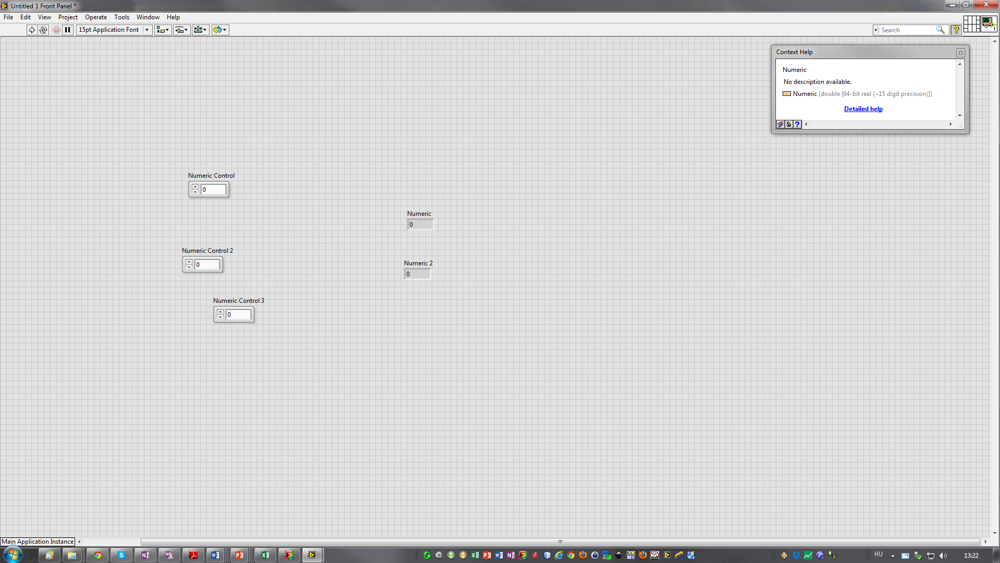 Untitled 1 Front Panel *
File Edit View Project Operate Tools Window Help
15pt Application Font
Search
1
Context Help
Numeric
No description available.
DBL Numeric (double [64-bit real (~15 digit precision)])
Detailed help
Numeric Control
0
Numeric
0
Numeric Control 2
0
Numeric 2
0
Numeric Control 3
0
Main Application Instance
HU
13:22